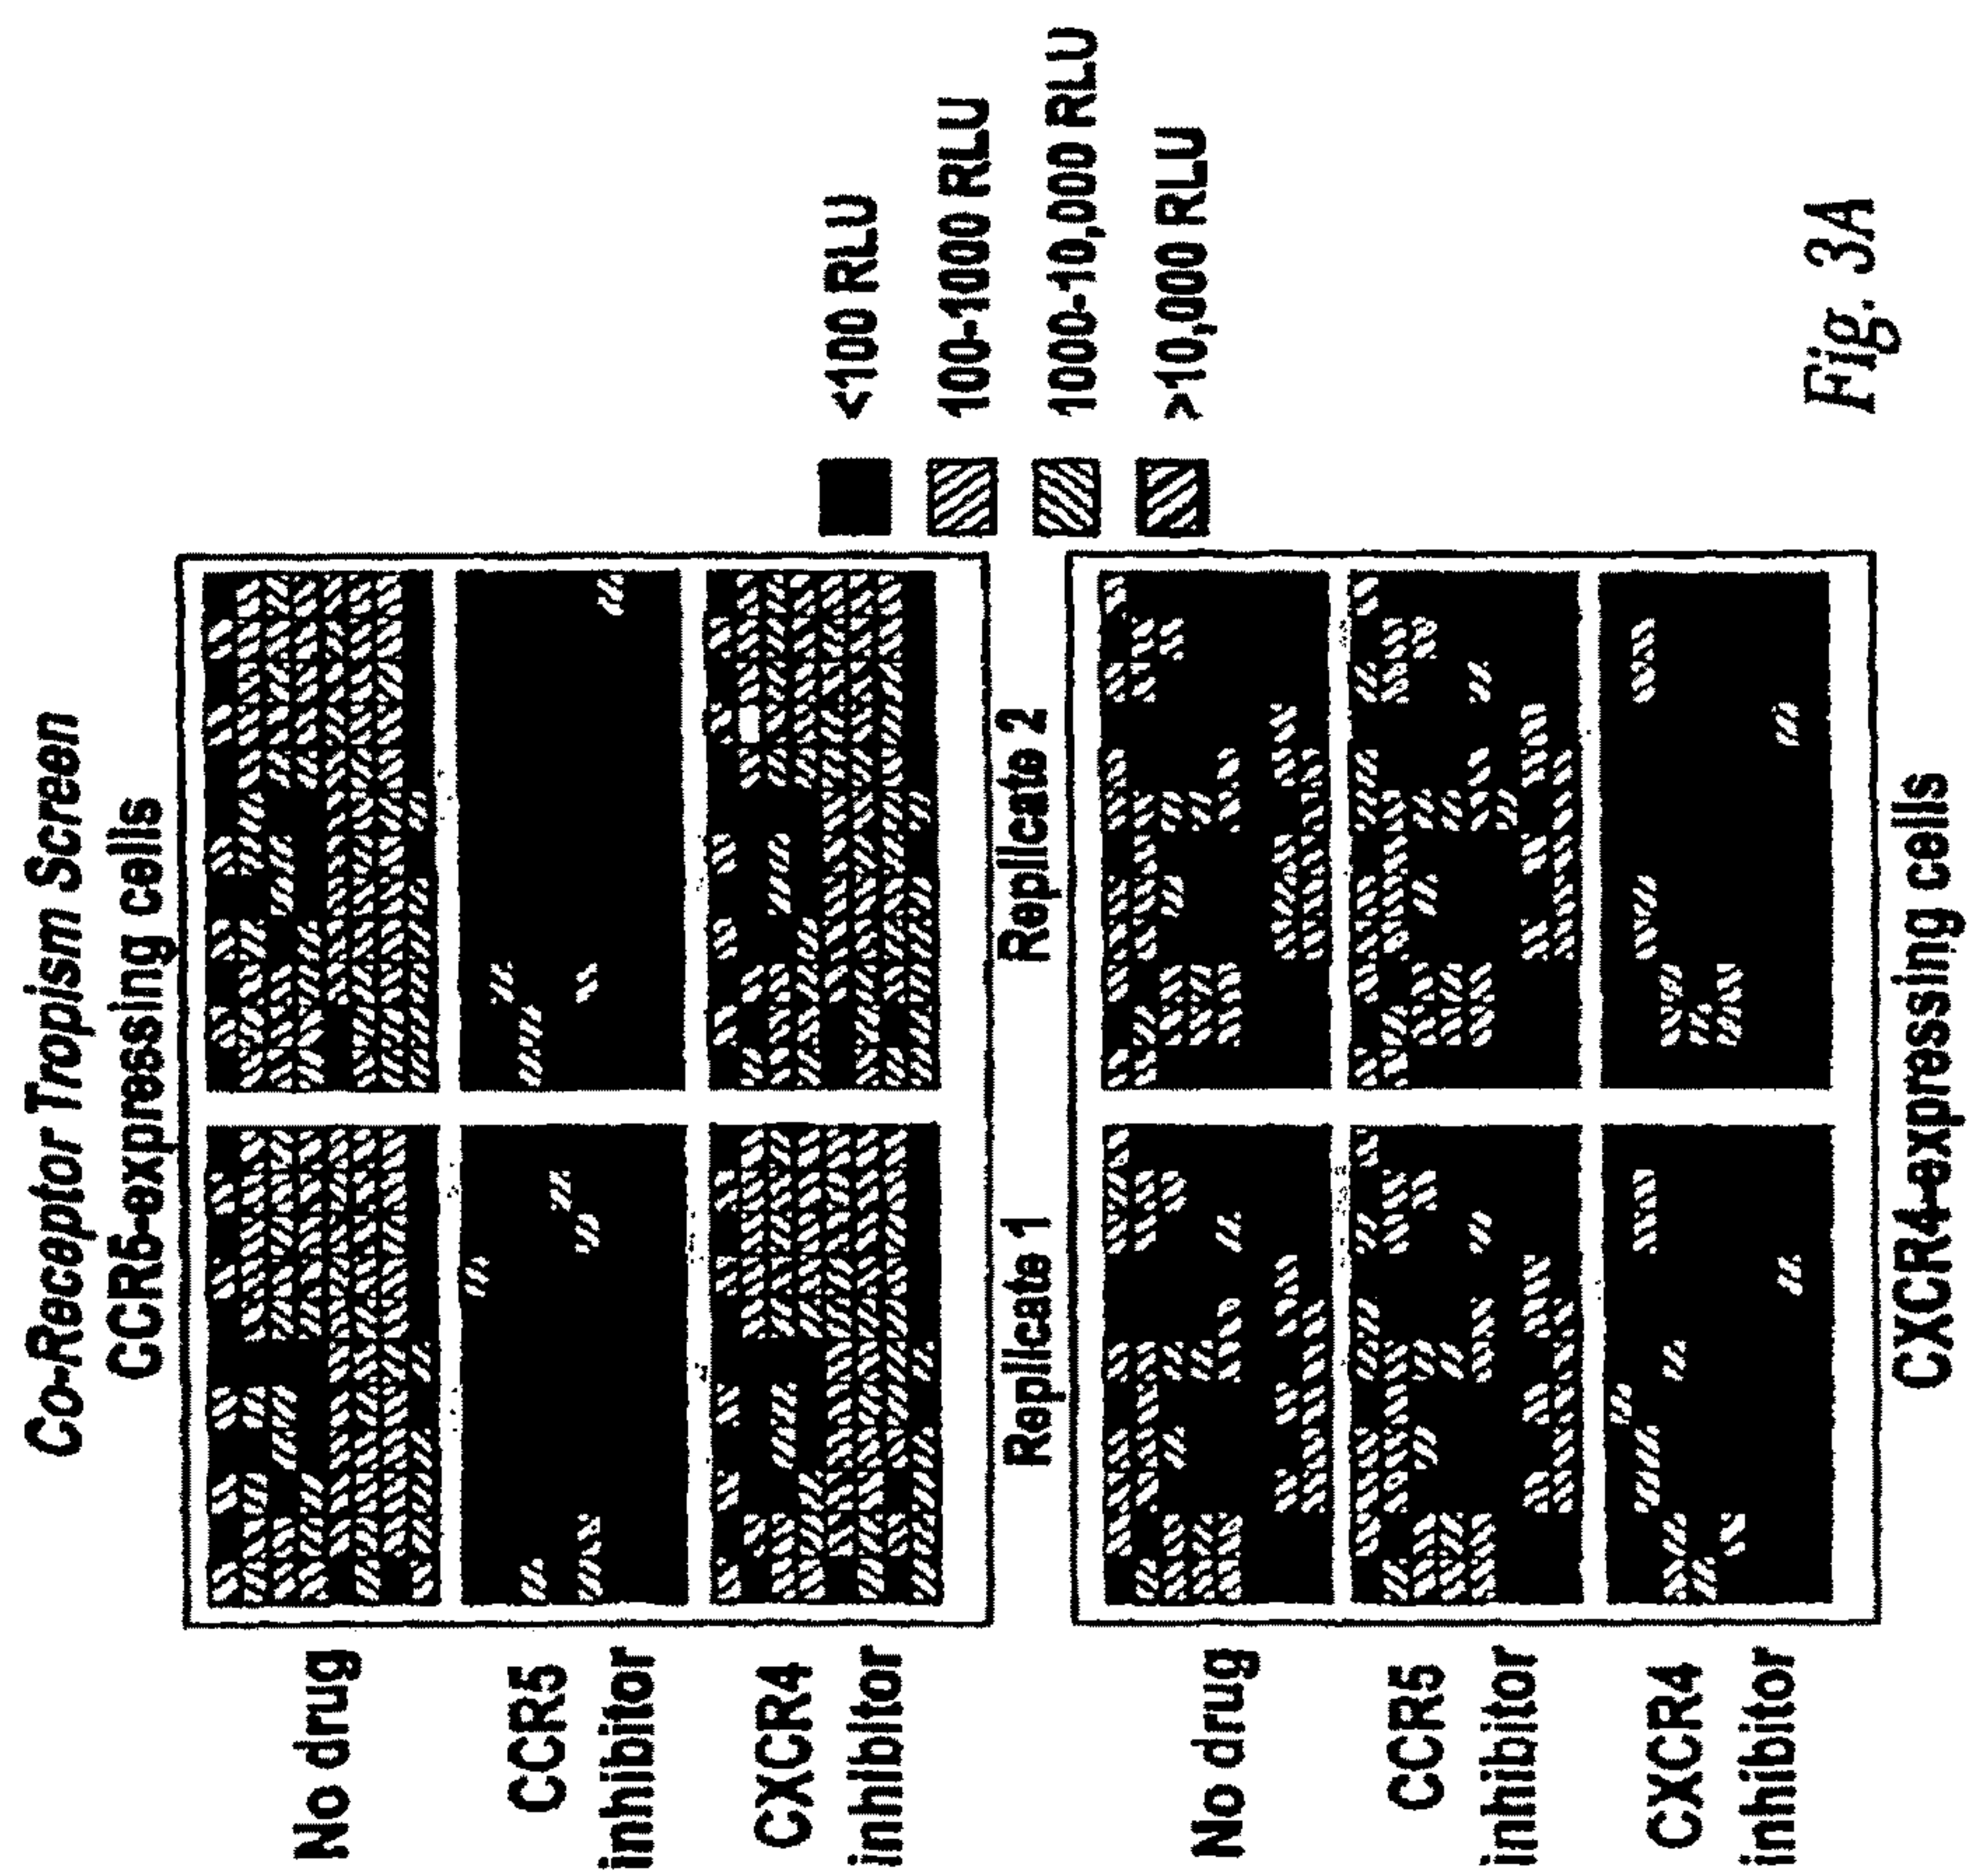 Co-Receptor Tropism Screen
CCR5-expressing cells
No drug
CCR5
inhibitor
CXCR4
inhibitor
Replicate 1
Replicate 2
No drug
CCR5
inhibitor
CXCR4
inhibitor
CXCR4-expressing cells
<100 RLU
100-1000 RLU
1000-10,000 RLU
>10,000 RLU
Fig. 3A